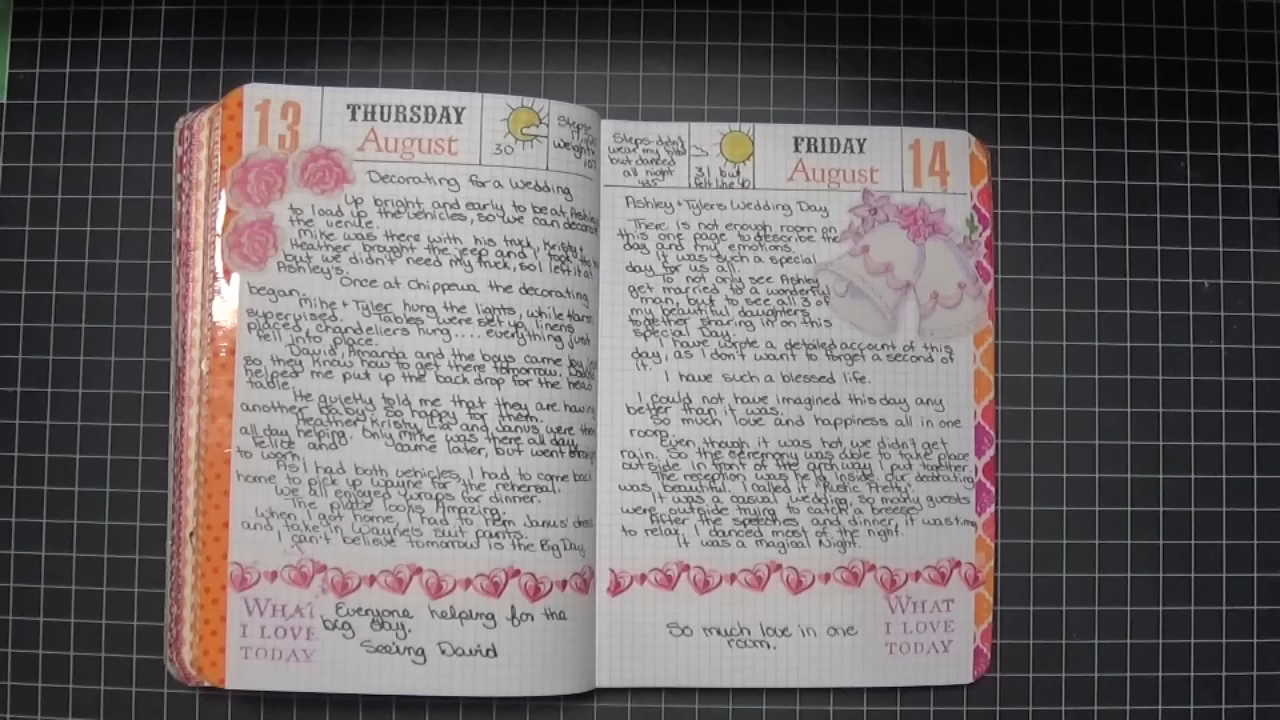 13
THURSDAY
August
30
Steps
weight
107
Decorating for a Wedding
Up bright and early to beat Ashley
to load up the vehicles, so we can decorate
the venue.
Mike was there with his truck, Kristy +
Heather brought the jeep and I took the
but we didn't need my truck, so I left it at
Ashley's.
Once at Chippewa the decorating
began.
Mike + Tyler hung the lights, while
supervised. Tables were set up, linens
placed, chandeliers hung.... everything just
fell into place.
David, Amanda and the boys came by
so they know how to get there tomorrow. David
helped me put up the back drop for the head
table.
He quietly told me that they are having
another baby. So happy for them.
Heather Kristy, and Janus were there
all day helping. Only Mike was there all day
Felice and came later, but went straight
to work.
As I had both vehicles, I had to come back
home to pick up Wayne for the rehersal.
We all enjoyed wraps for dinner.
The place looks Amazing.
When I got home, I had to hem Janus' dress
and take in Wayne's suit pants.
I can't believe tomorrow is the Big Day
WHAT
I LOVE
TODAY
Everyone helping for the
big day.
Seeing David
Steps-didn't
wear my fitbit
but danced
all night
31 but
felt like 40
FRIDAY
August
14
Ashley + Tylers Wedding Day
There is not enough room on
this one page to describe the
day and my emotions.
It was such a special
day for us all.
To not only see Ashley
get married to a wonderful
man, but to see all 3 of
my beautiful daughters
together sharing in on this
special Day.
I have wrote a detailed account of this
day, as I don't want to forget a second of
it.
I have such a blessed life.
I could not have imagined this day any
better than it was.
So much love and happiness all in one
room.
Even though it was hot, we didn't get
rain. So the ceremony was able to take place
outside in front of the archway I put together.
The reception was held inside. Our decorating
was beautiful. I called it "Rustic Pretty".
It was a casual wedding, so many guests
were outside trying to catch a breeze.
After the speeches and dinner, it was time
to relax. I danced most of the night.
It was a magical Night.
So much love in one
room.
WHAT
I LOVE
TODAY